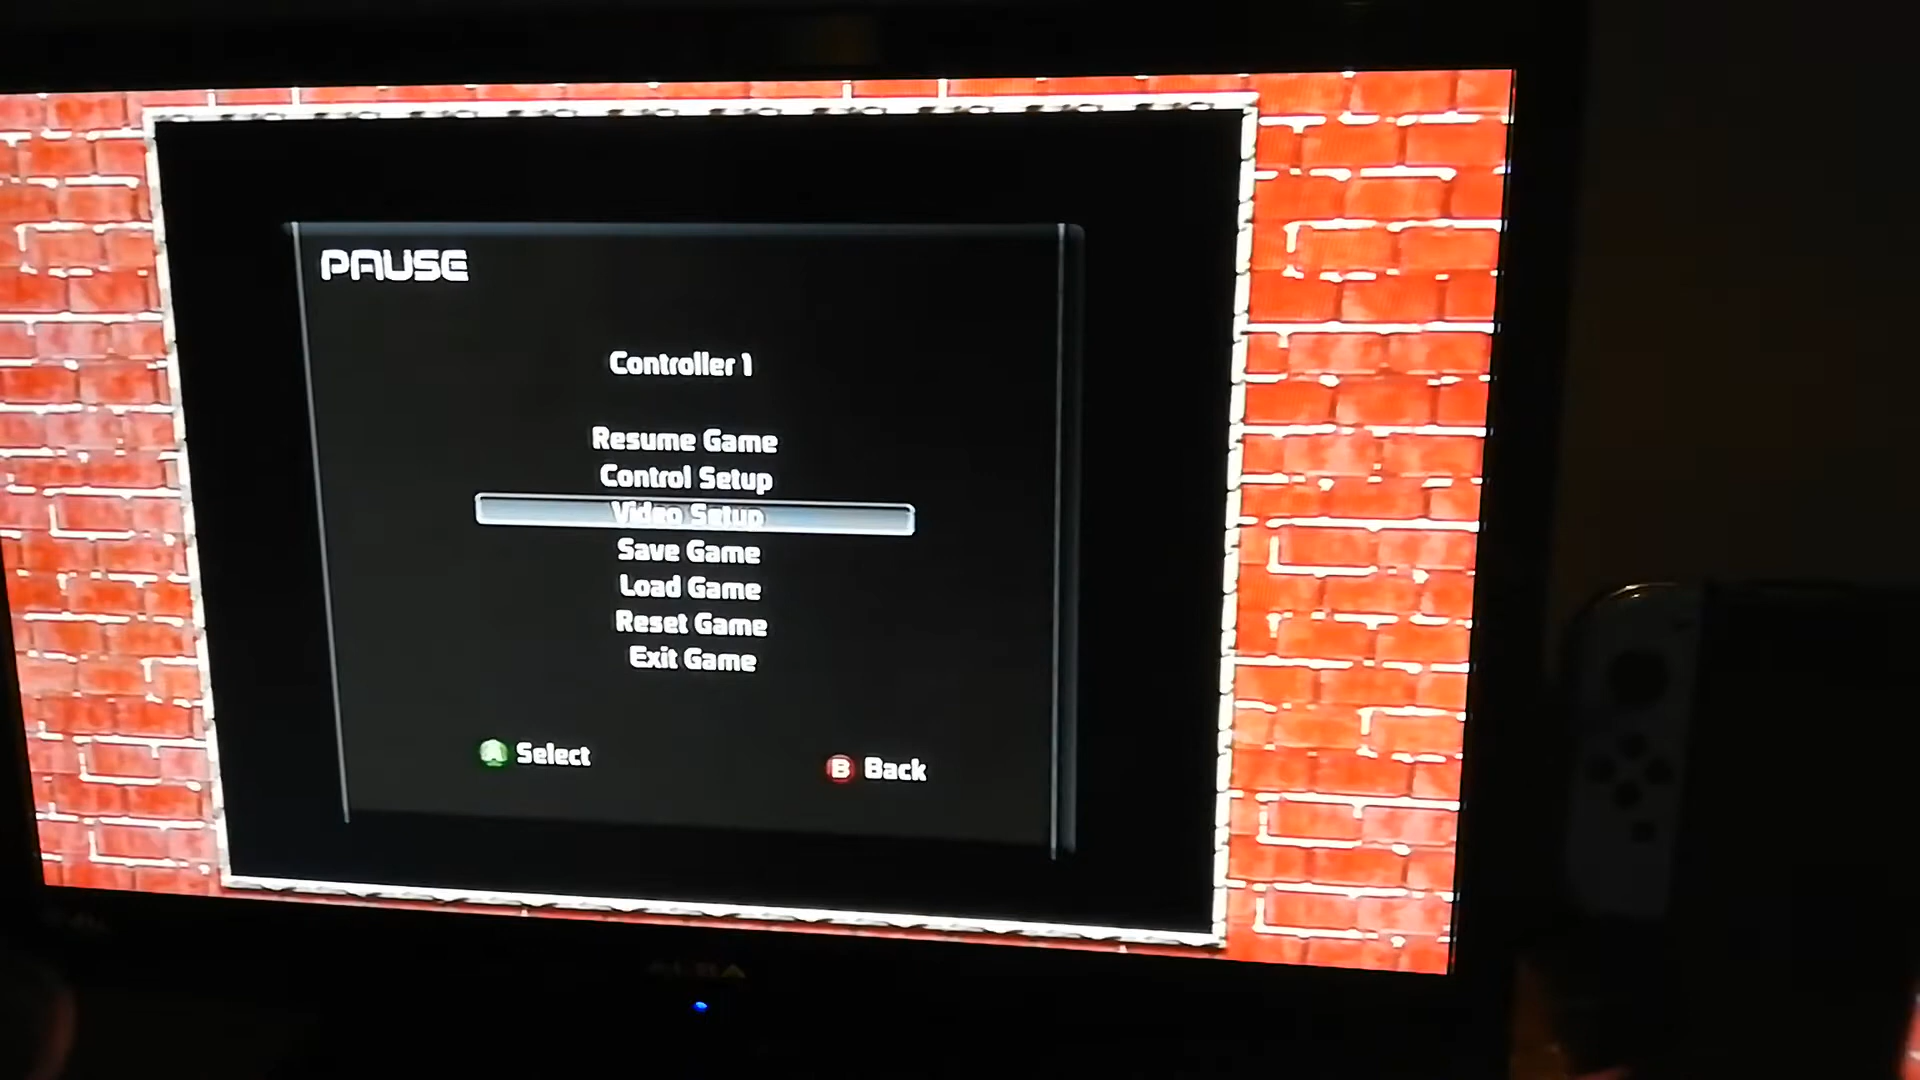 PAUSE
Controller 1
Resume Game
Control Setup
Video Setup
Save Game
Load Game
Reset Game
Exit Game
A Select
B Back